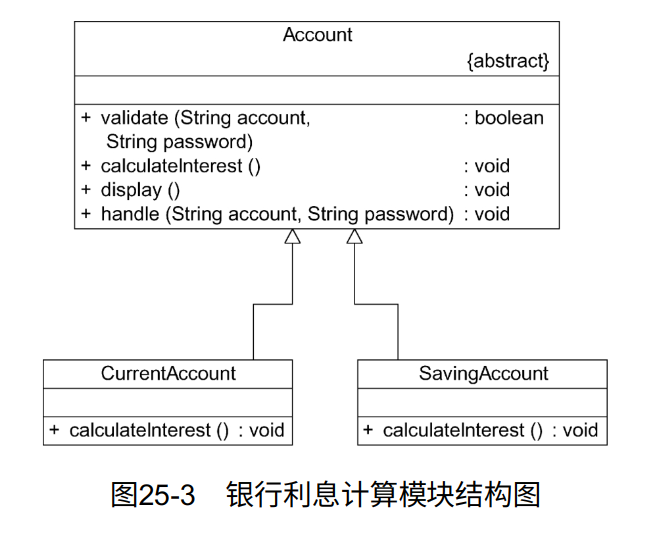 Account
{abstract}
+ validate (String account, : boolean
String password)
+ calculateInterest () : void
+ display () : void
+ handle (String account, String password) : void
CurrentAccount
+ calculateInterest () : void
SavingAccount
+ calculateInterest () : void
图25-3 银行利息计算模块结构图